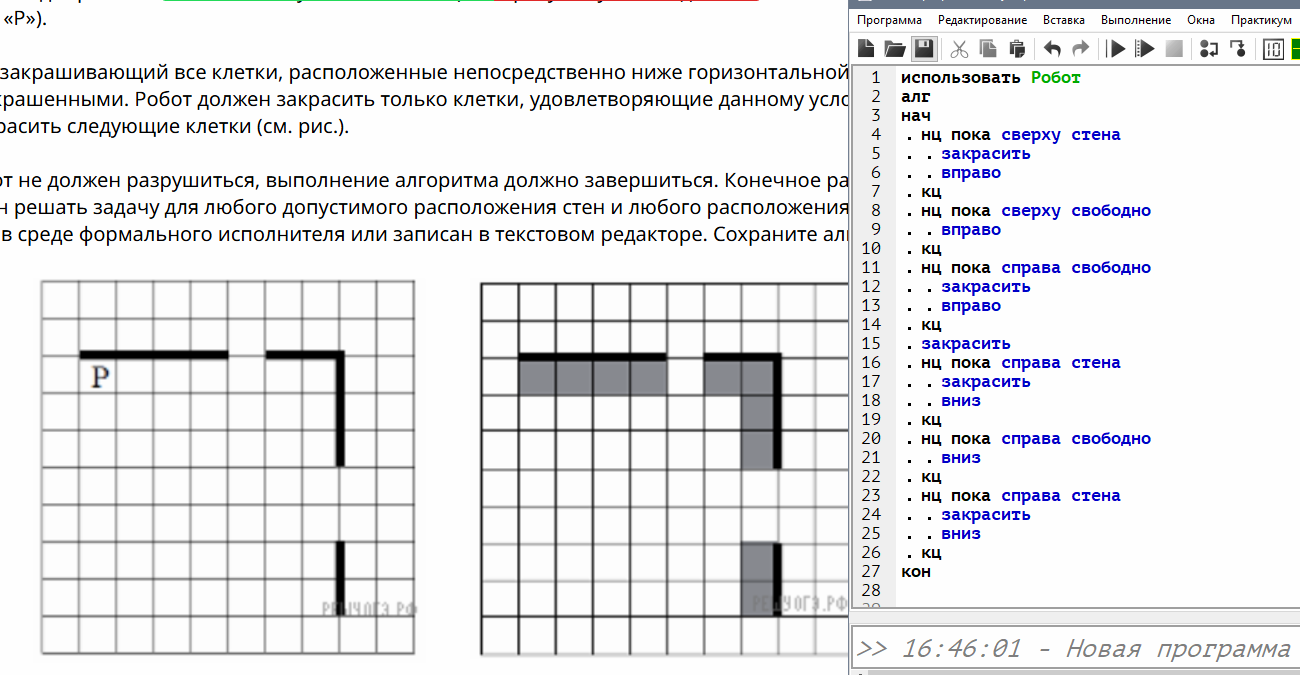 «Р»).
закрашивающий все клетки, расположенные непосредственно ниже горизонтальной
крашенными. Робот должен закрасить только клетки, удовлетворяющие данному усло
расить следующие клетки (см. рис.).
от не должен разрушиться, выполнение алгоритма должно завершиться. Конечное ра
н решать задачу для любого допустимого расположения стен и любого расположения
в среде формального исполнителя или записан в текстовом редакторе. Сохраните ал
Р
РЕШУОГЭ.РФ
РЕШУОГЭ.РФ
Программа Редактирование Вставка Выполнение Окна Практикум
1 использовать Робот
2 алг
3 нач
4 . нц пока сверху стена
5 . . закрасить
6 . . вправо
7 . кц
8 . нц пока сверху свободно
9 . . вправо
10 . кц
11 . нц пока справа свободно
12 . . закрасить
13 . . вправо
14 . кц
15 . закрасить
16 . нц пока справа стена
17 . . закрасить
18 . . вниз
19 . кц
20 . нц пока справа свободно
21 . . вниз
22 . кц
23 . нц пока справа стена
24 . . закрасить
25 . . вниз
26 . кц
27 кон
28
>> 16:46:01 - Новая программа